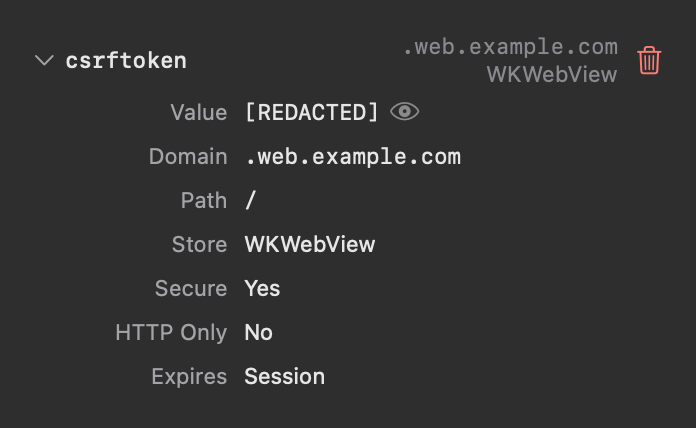 csrftoken
.web.example.com
WKWebView
Value [REDACTED]
Domain .web.example.com
Path /
Store WKWebView
Secure Yes
HTTP Only No
Expires Session